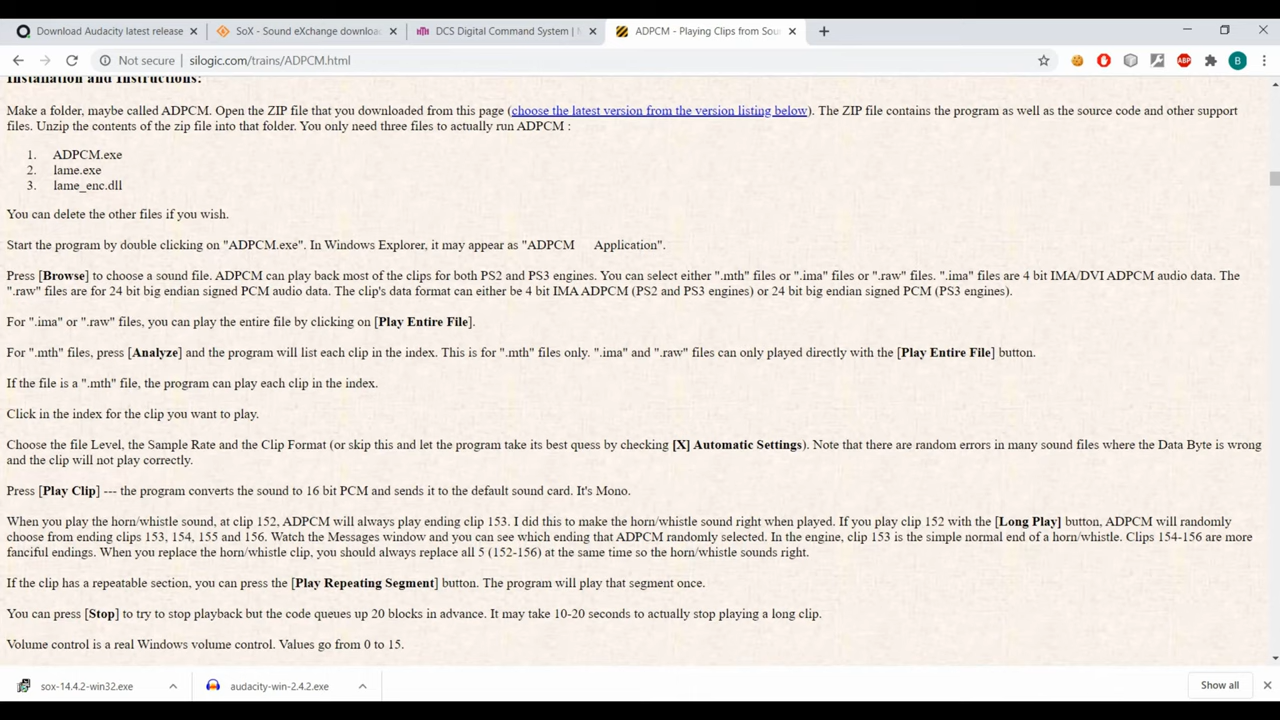 Download Audacity latest release
SoX - Sound eXchange downloa
DCS Digital Command System | M
ADPCM - Playing Clips from Sou
Not secure | silogic.com/trains/ADPCM.html
ABP
B
Installation and Instructions:
Make a folder, maybe called ADPCM. Open the ZIP file that you downloaded from this page (choose the latest version from the version listing below). The ZIP file contains the program as well as the source code and other support
files. Unzip the contents of the zip file into that folder. You only need three files to actually run ADPCM :
1. ADPCM.exe
2. lame.exe
3. lame_enc.dll
You can delete the other files if you wish.
Start the program by double clicking on "ADPCM.exe". In Windows Explorer, it may appear as "ADPCM Application".
Press [Browse] to choose a sound file. ADPCM can play back most of the clips for both PS2 and PS3 engines. You can select either ".mth" files or ".ima" files or ".raw" files. ".ima" files are 4 bit IMA/DVI ADPCM audio data. The
".raw" files are for 24 bit big endian signed PCM audio data. The clip's data format can either be 4 bit IMA ADPCM (PS2 and PS3 engines) or 24 bit big endian signed PCM (PS3 engines).
For ".ima" or ".raw" files, you can play the entire file by clicking on [Play Entire File].
For ".mth" files, press [Analyze] and the program will list each clip in the index. This is for ".mth" files only. ".ima" and ".raw" files can only played directly with the [Play Entire File] button.
If the file is a ".mth" file, the program can play each clip in the index.
Click in the index for the clip you want to play.
Choose the file Level, the Sample Rate and the Clip Format (or skip this and let the program take its best quess by checking [X] Automatic Settings). Note that there are random errors in many sound files where the Data Byte is wrong
and the clip will not play correctly.
Press [Play Clip] --- the program converts the sound to 16 bit PCM and sends it to the default sound card. It's Mono.
When you play the horn/whistle sound, at clip 152, ADPCM will always play ending clip 153. I did this to make the horn/whistle sound right when played. If you play clip 152 with the [Long Play] button, ADPCM will randomly
choose from ending clips 153, 154, 155 and 156. Watch the Messages window and you can see which ending that ADPCM randomly selected. In the engine, clip 153 is the simple normal end of a horn/whistle. Clips 154-156 are more
fanciful endings. When you replace the horn/whistle clip, you should always replace all 5 (152-156) at the same time so the horn/whistle sounds right.
If the clip has a repeatable section, you can press the [Play Repeating Segment] button. The program will play that segment once.
You can press [Stop] to try to stop playback but the code queues up 20 blocks in advance. It may take 10-20 seconds to actually stop playing a long clip.
Volume control is a real Windows volume control. Values go from 0 to 15.
sox-14.4.2-win32.exe
audacity-win-2.4.2.exe
Show all